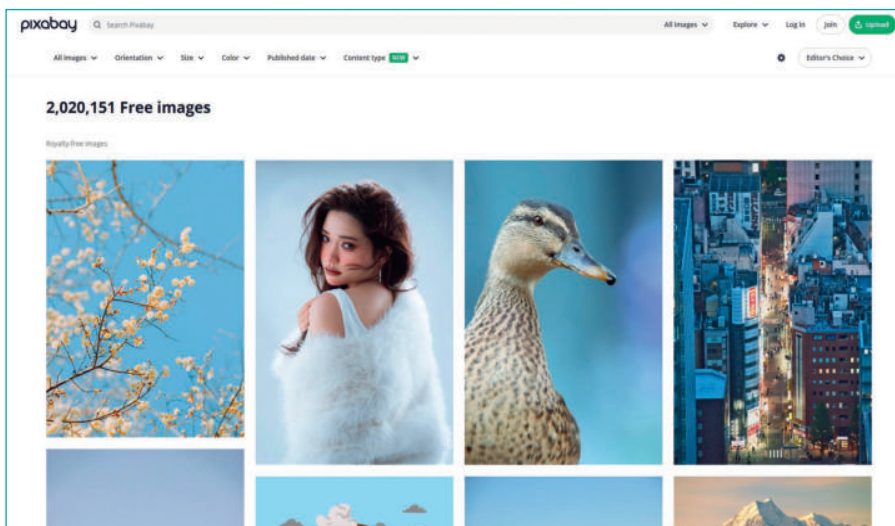 pixabay Search Pixabay All Images Explore Log in Join Upload
All images Orientation Size Color Published date Content type NEW Editor's Choice
2,020,151 Free images
Royalty-free images